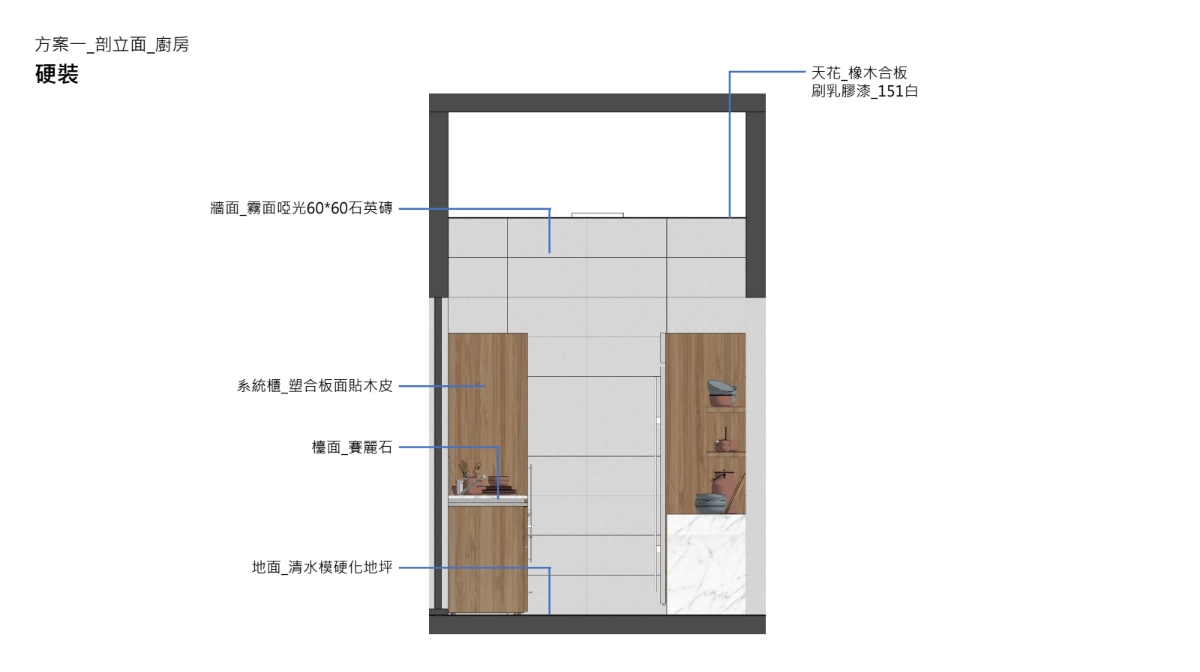 方案一_剖立面_廚房
硬裝
天花_橡木合板
刷乳膠漆_151白
牆面_霧面啞光60*60石英磚
系統櫃_塑合板面貼木皮
檯面_賽麗石
地面_清水模硬化地坪